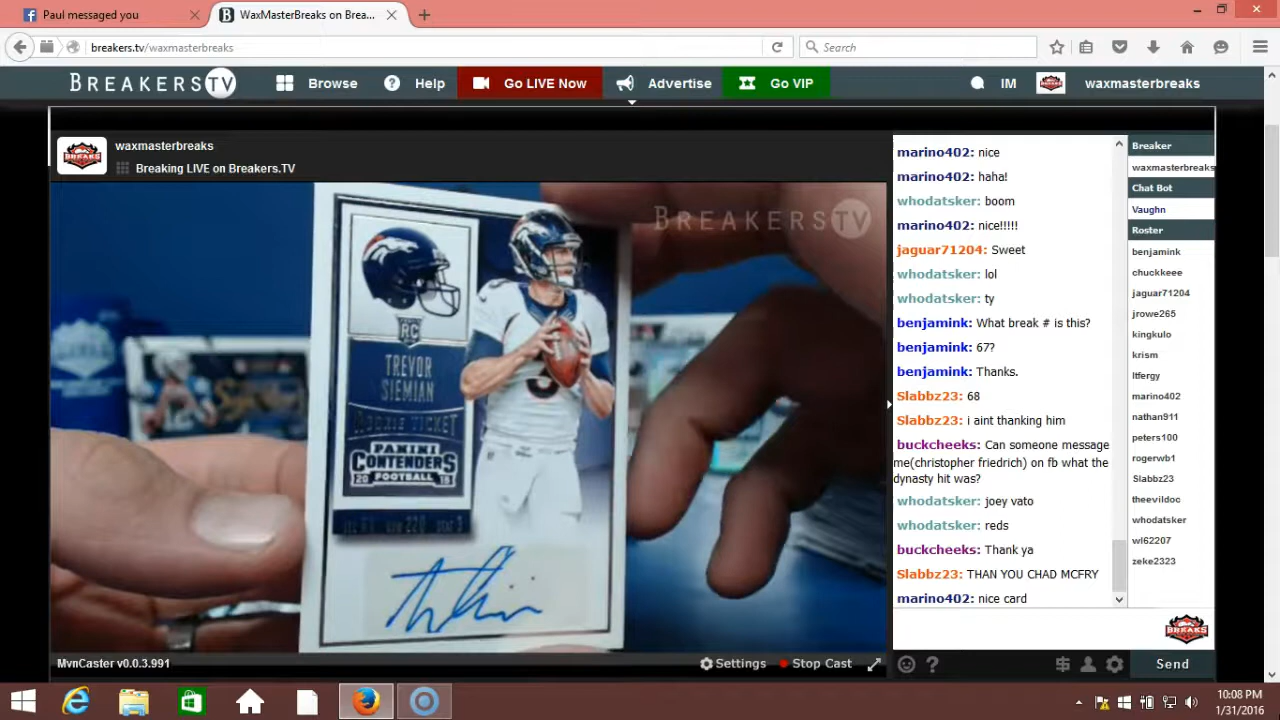 Paul messaged you
WaxMasterBreaks on Brea...
breakers.tv/waxmasterbreaks
Search
BREAKERSTV
Browse
Help
Go LIVE Now
Advertise
Go VIP
IM
waxmasterbreaks
waxmasterbreaks
Breaking LIVE on Breakers.TV
BREAKERSTV
RC
TREVOR
SIEMIAN
ROOKIE TICKET
PANINI
CONTENDERS
FOOTBALL
MvnCaster v0.0.3.991
Settings
Stop Cast
marino402: nice
marino402: haha!
whodatsker: boom
marino402: nice!!!!!
jaguar71204: Sweet
whodatsker: lol
whodatsker: ty
benjamink: What break # is this?
benjamink: 67?
benjamink: Thanks.
Slabbz23: 68
Slabbz23: i aint thanking him
buckcheeks: Can someone message
me(christopher friedrich) on fb what the
dynasty hit was?
whodatsker: joey vato
whodatsker: reds
buckcheeks: Thank ya
Slabbz23: THAN YOU CHAD MCFRY
marino402: nice card
Send
Breaker
waxmasterbreaks
Chat Bot
Vaughn
Roster
benjamink
chuckkeee
jaguar71204
jrowe265
kingkulo
krism
ltfergy
marino402
nathan911
peters100
rogerwb1
Slabbz23
theevildoc
whodatsker
wl62207
zeke2323
BREAKS
10:08 PM
1/31/2016